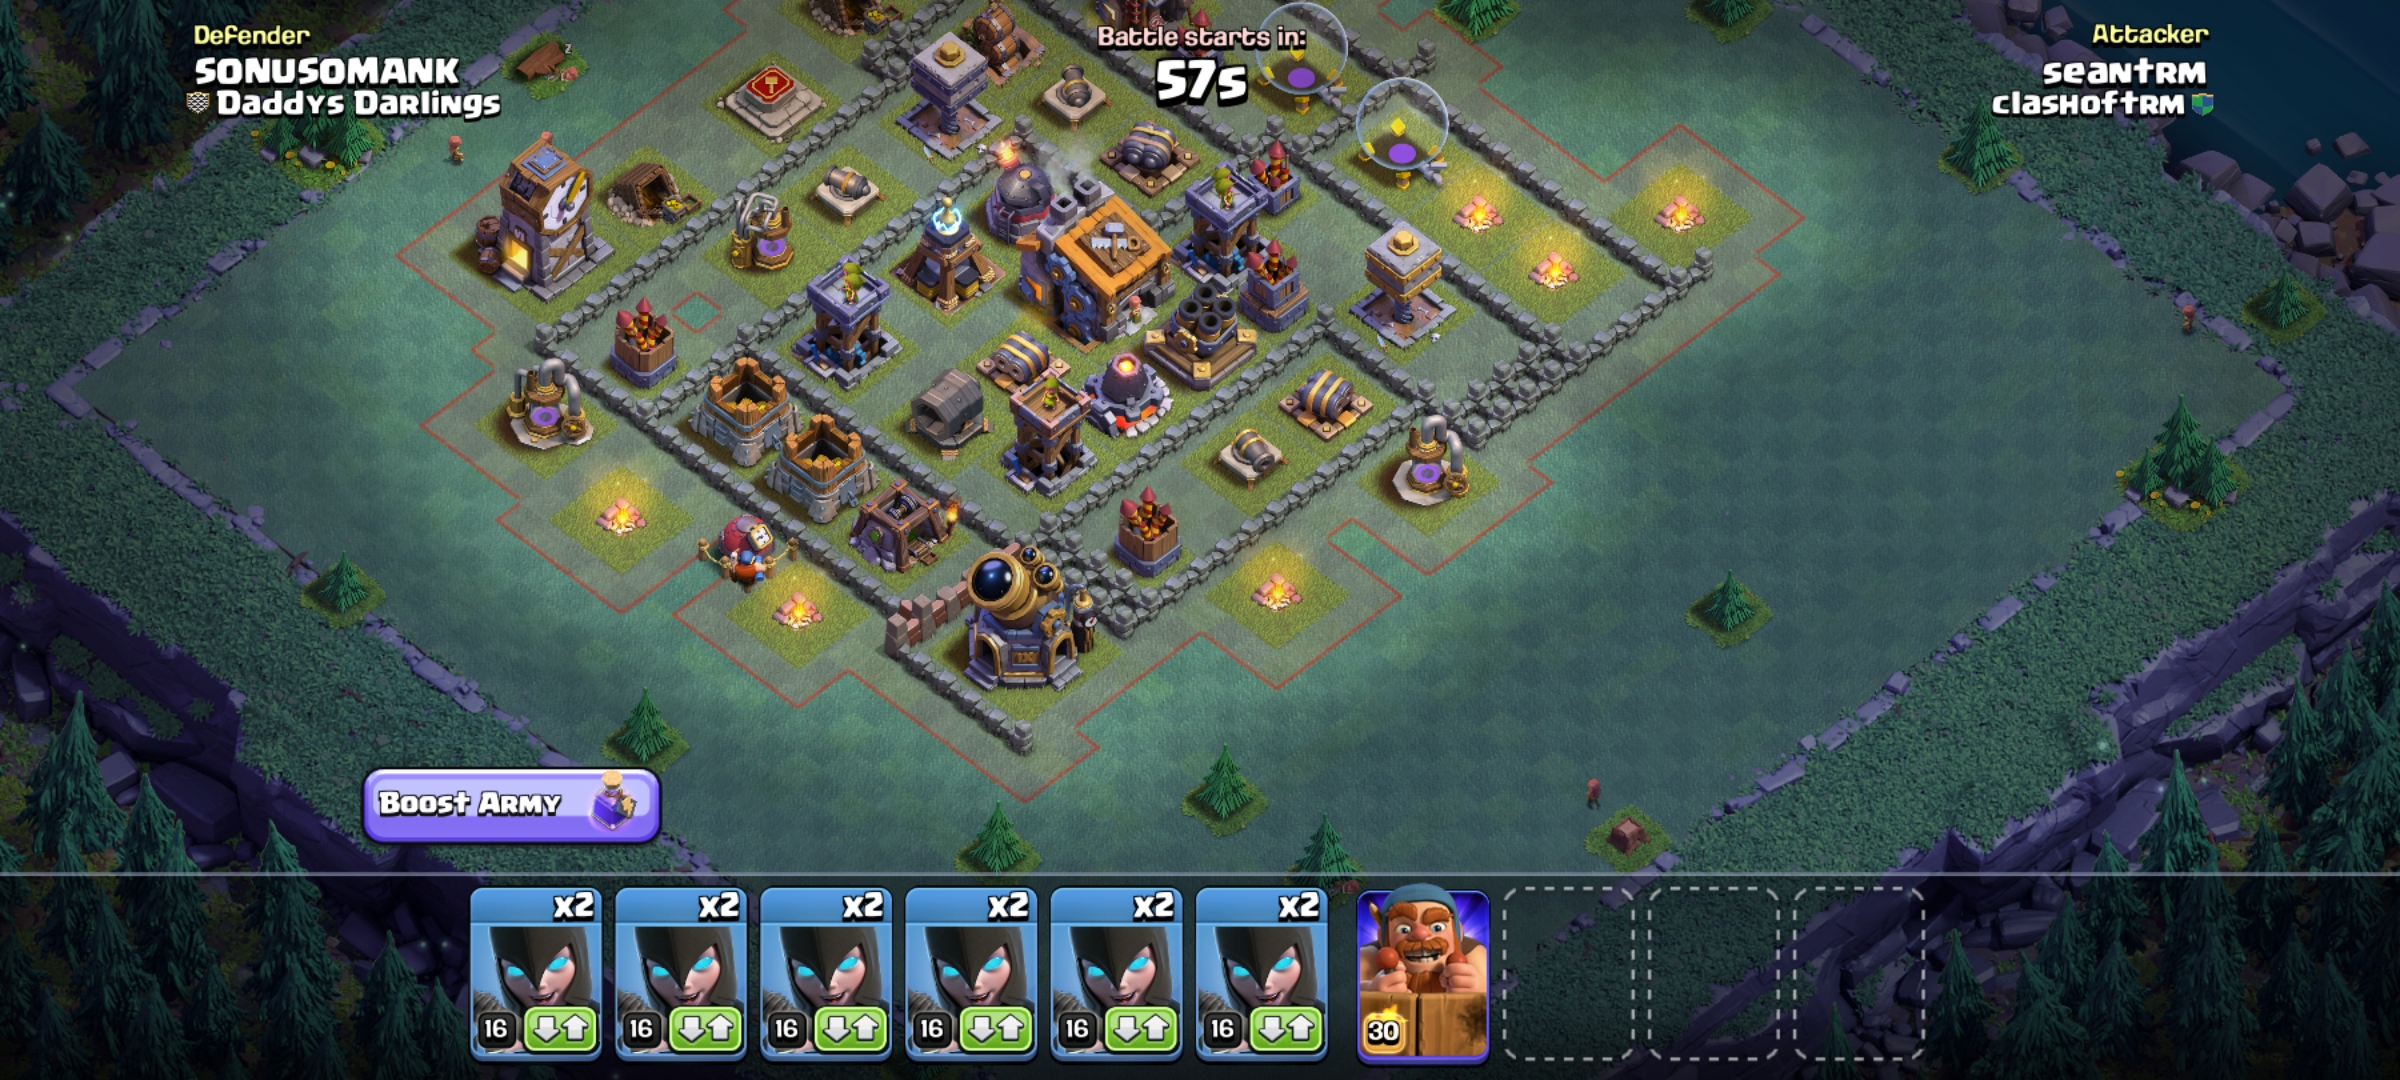 Defender
SONUSOMANK
Daddys Darlings
Battle starts in:
57s
Attacker
seantRM
clashoftRM
z
IX
Boost Army
x2
x2
x2
x2
x2
x2
16
16
16
16
16
16
30